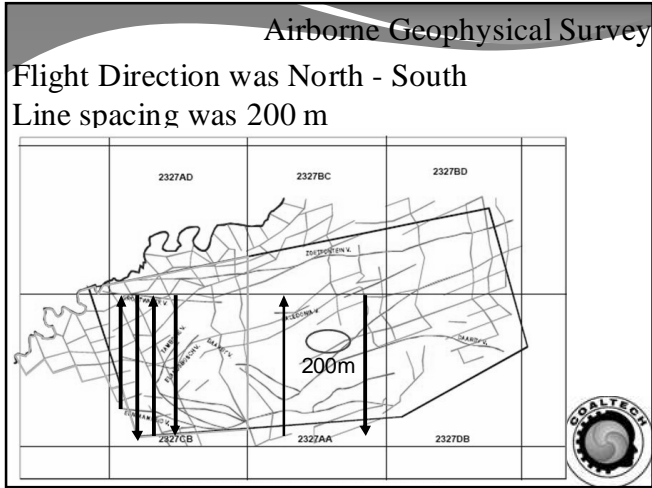 Airborne Geophysical Survey
Flight Direction was North - South
Line spacing was 200 m
2327AD
2327BC
2327BD
ZOETFONTEIN V.
200m
2327CB
2327AA
2327DB
COALTECH